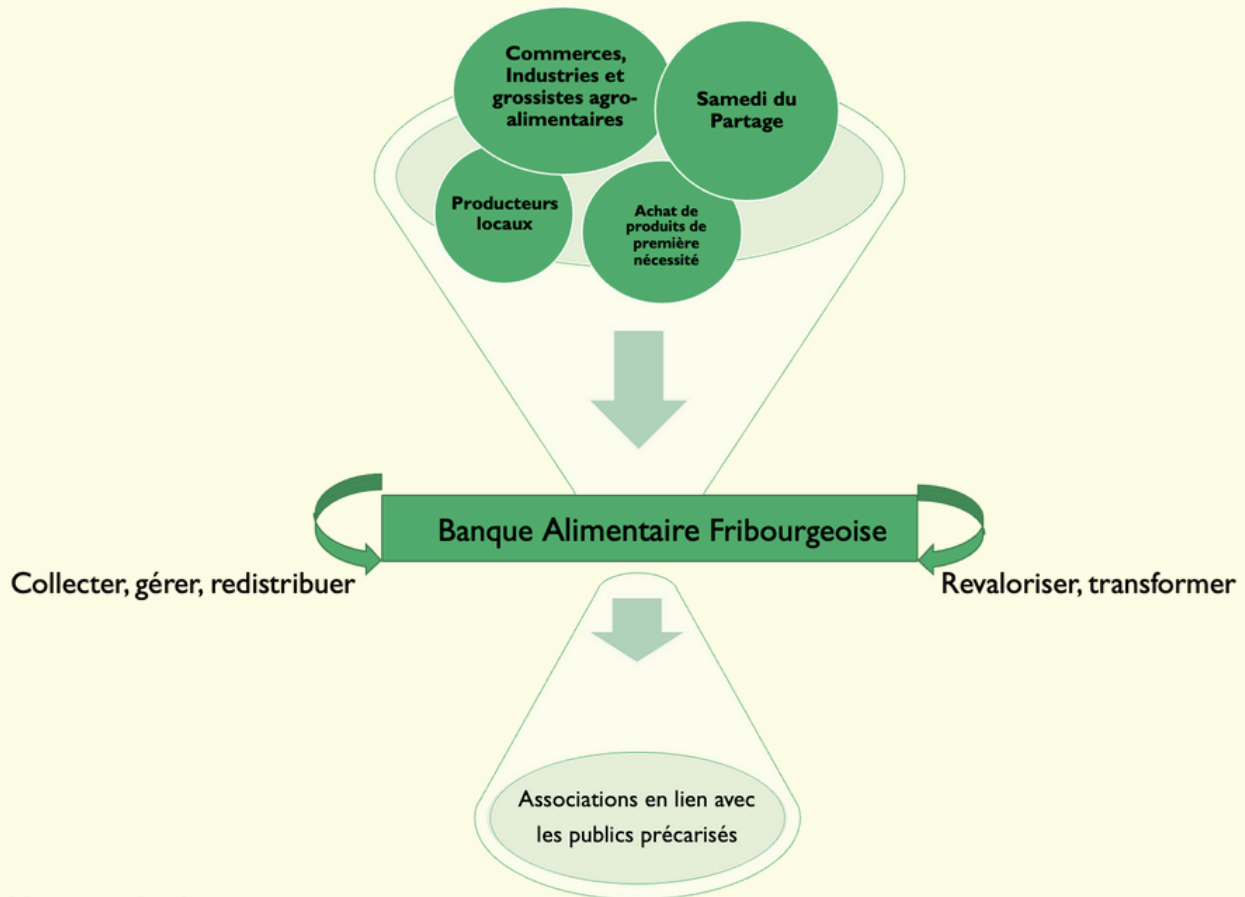 Commerces,
Industries et
grossistes agro-
alimentaires
Samedi du
Partage
Producteurs
locaux
Achat de
produits de
première
nécessité
Banque Alimentaire Fribourgeoise
Collecter, gérer, redistribuer
Revaloriser, transformer
Associations en lien avec
les publics précarisés